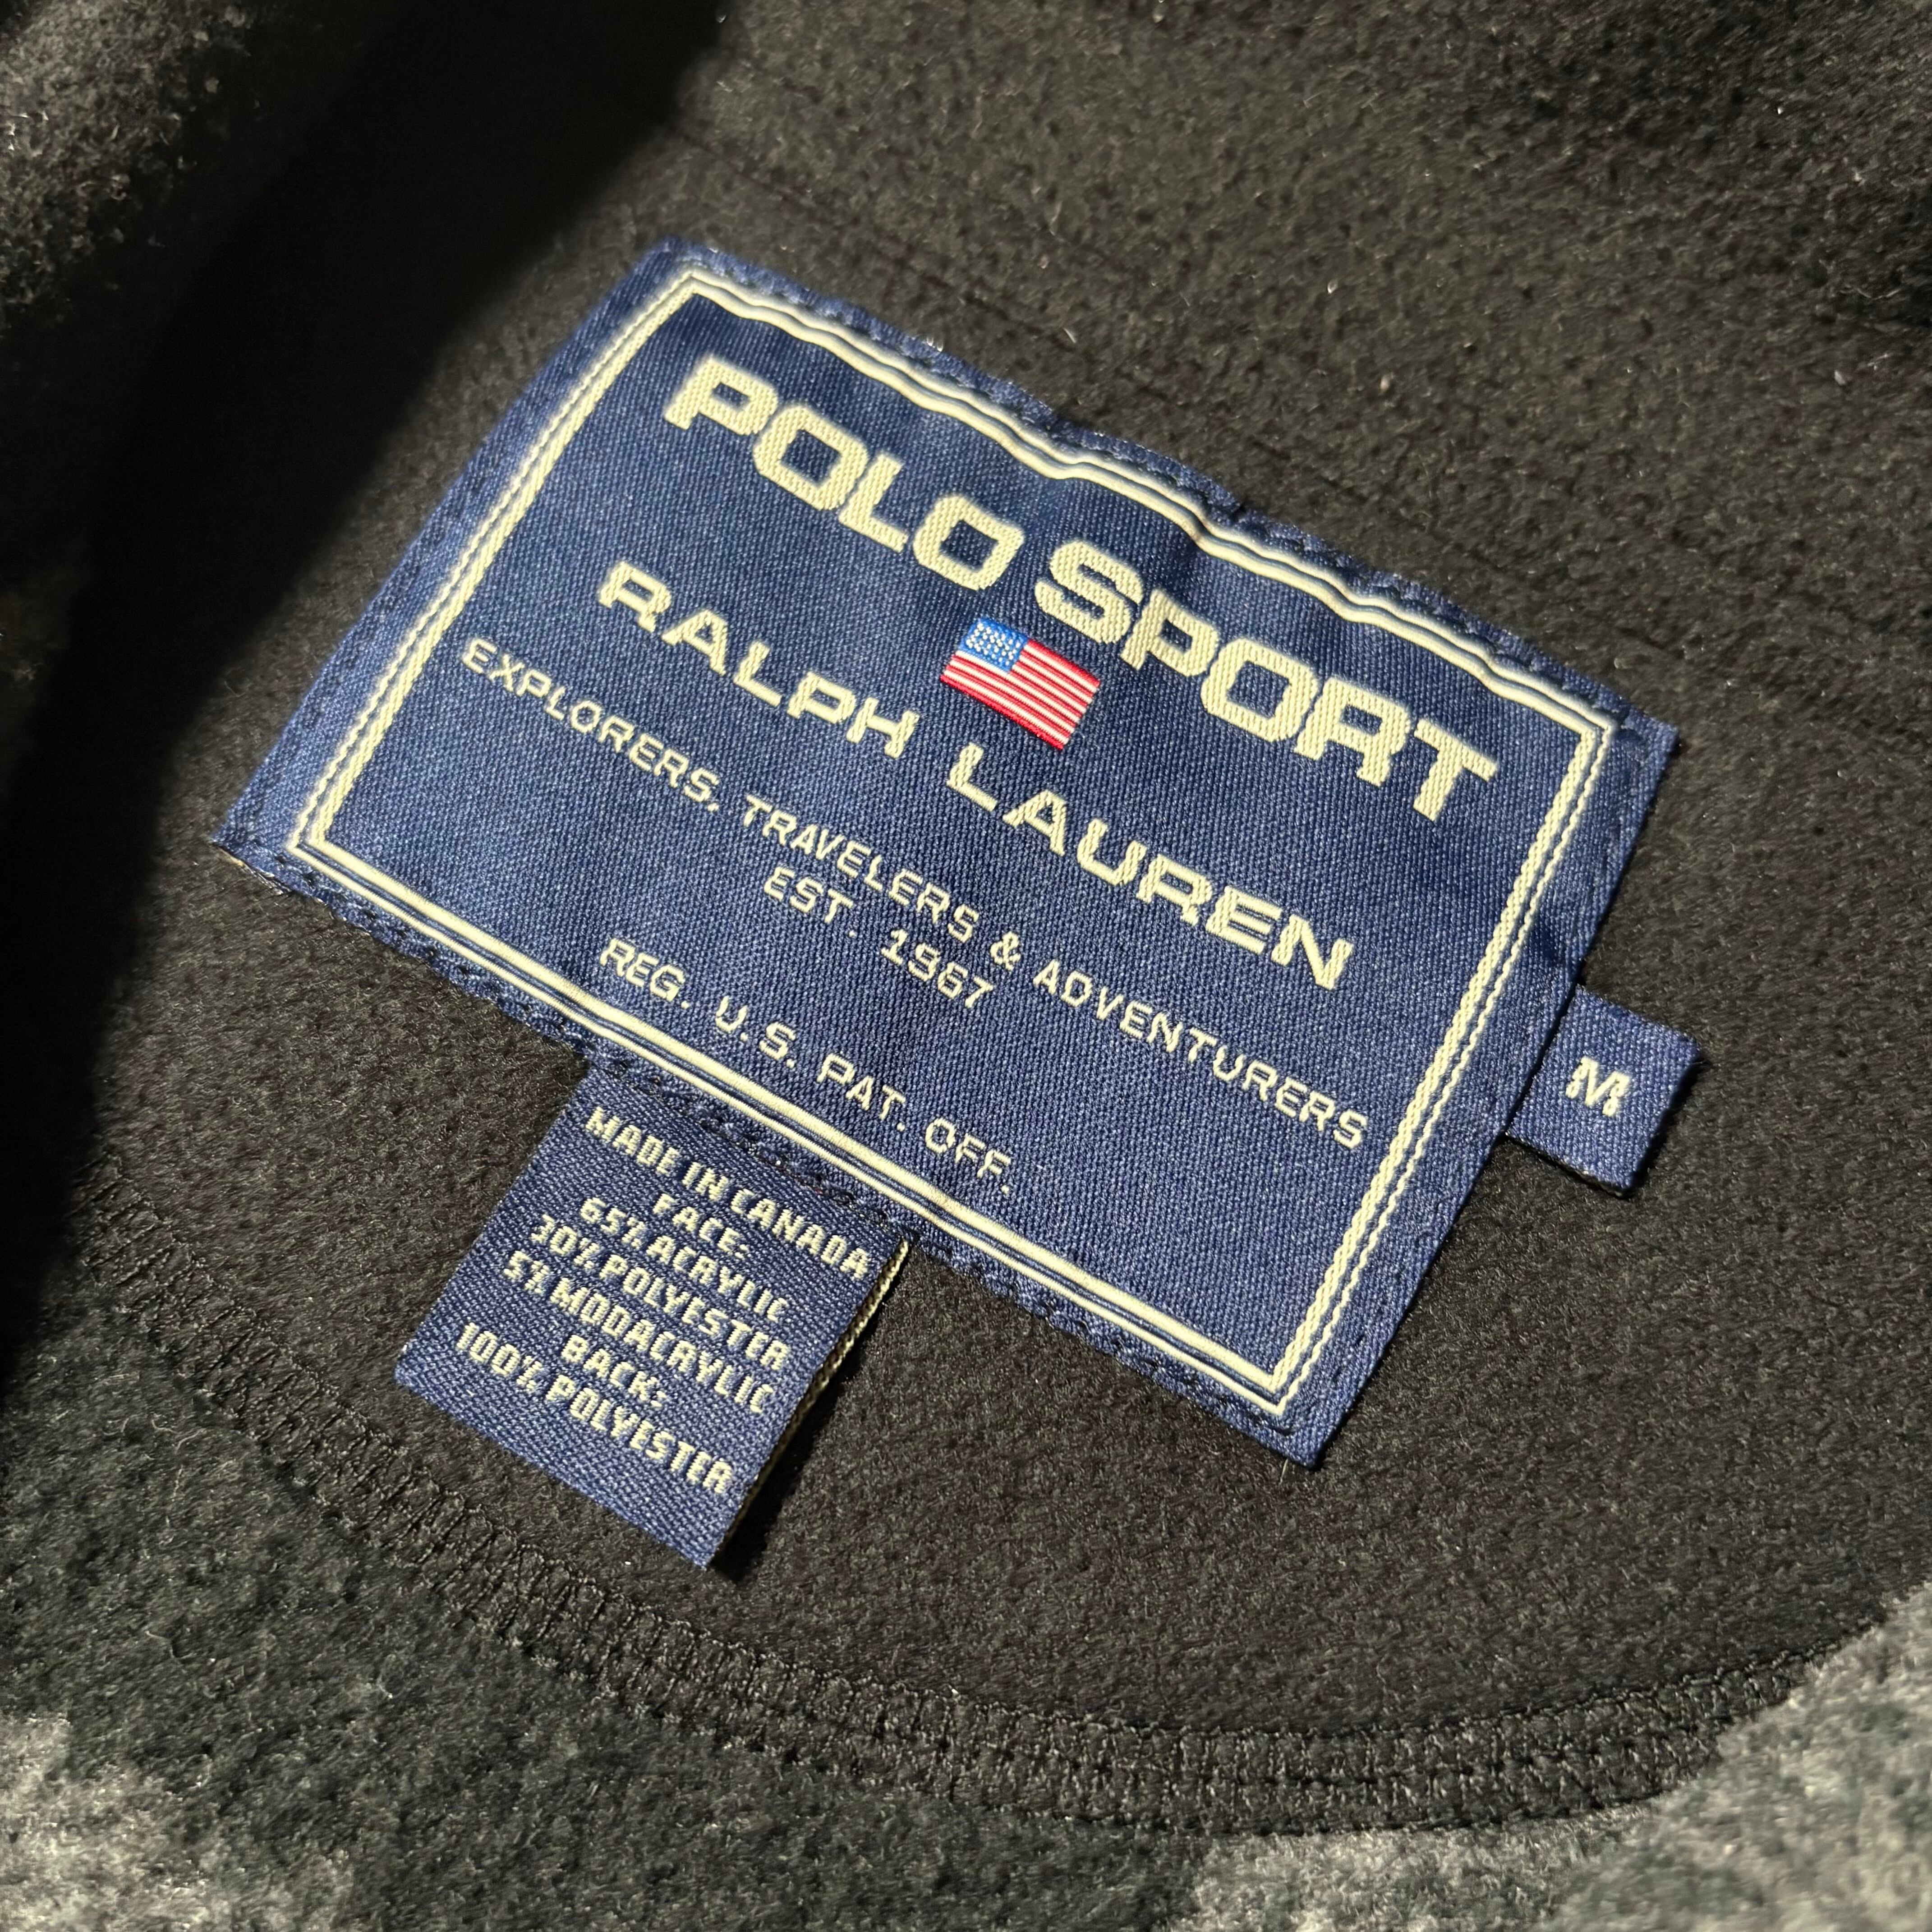 POLO SPORT
RALPH LAUREN
EXPLORERS, TRAVELERS & ADVENTURERS
EST. 1967
REG. U.S. PAT. OFF.
M
MADE IN CANADA
FACE:
65% ACRYLIC
30% POLYESTER
5% MODACRYLIC
BACK:
100% POLYESTER